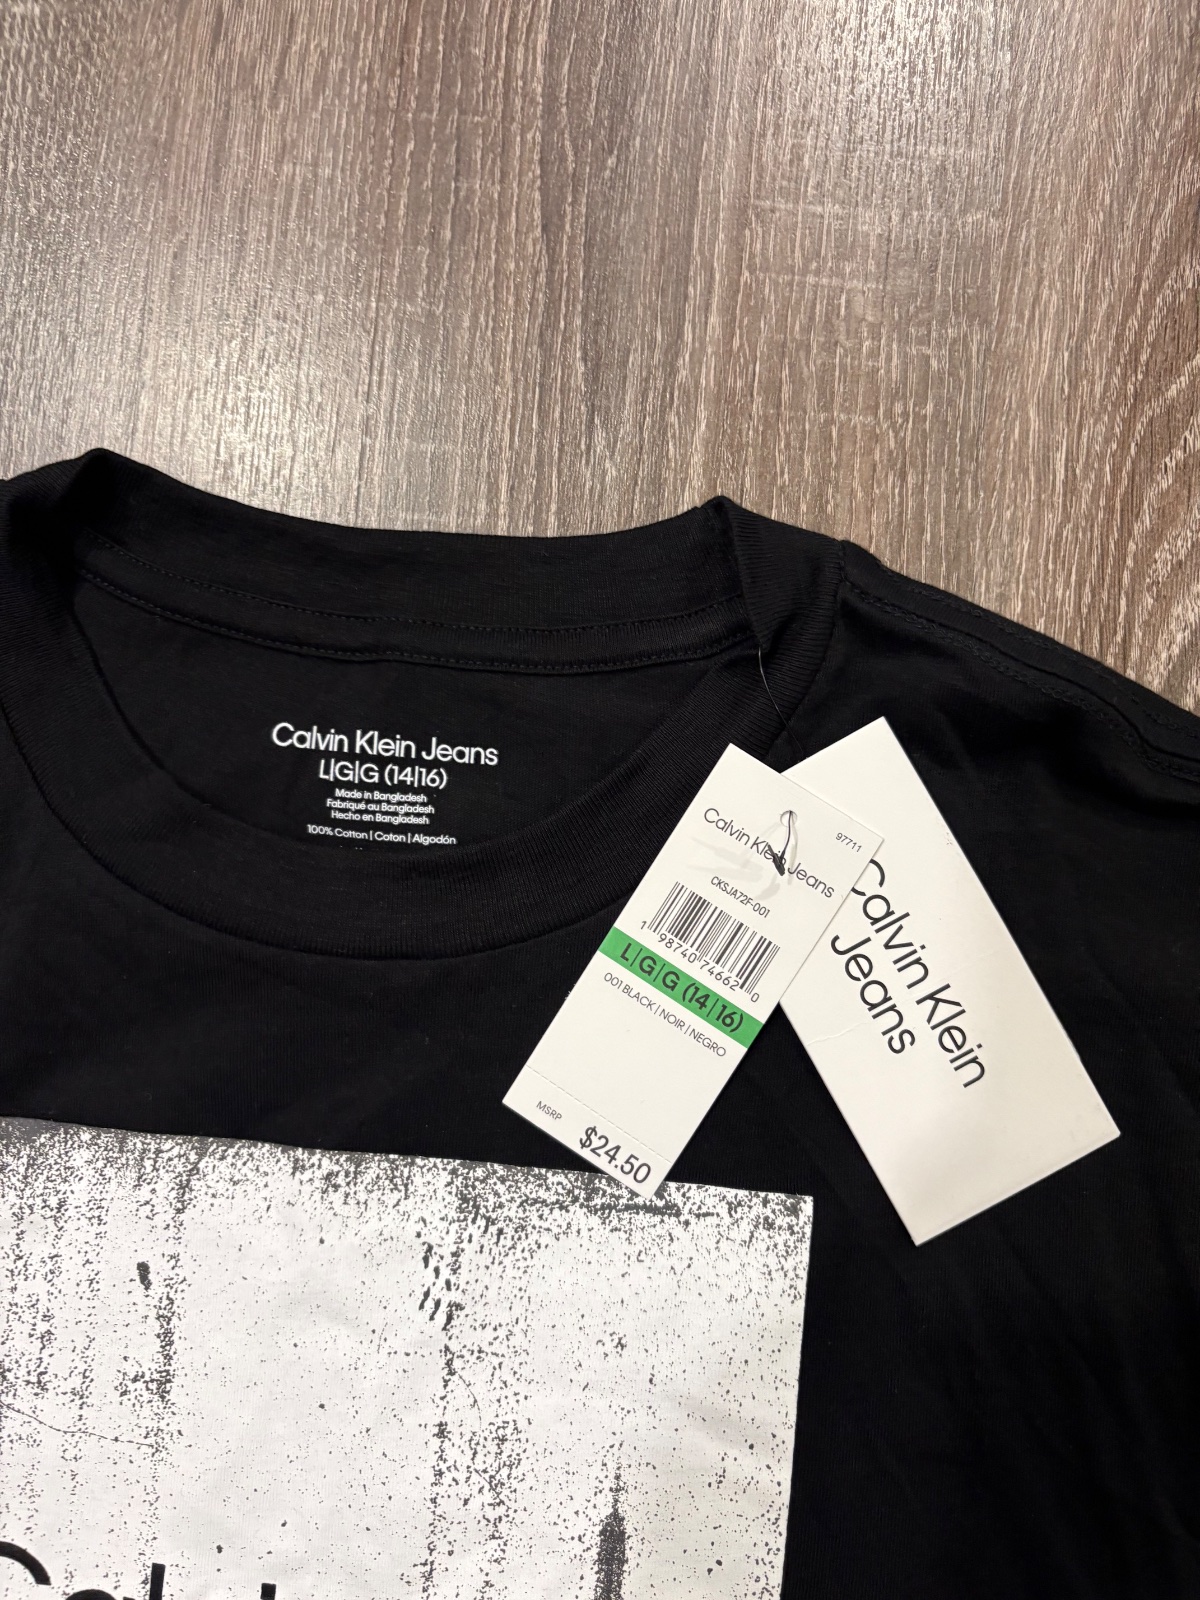 Calvin Klein Jeans
L|G|G (14|16)
Made in Bangladesh
Fabriqué au Bangladesh
Hecho en Bangladesh
100% Cotton | Coton | Algodón
Calvin Klein Jeans
97711
CKSJA72F-001
1 98740 74662 0
L|G|G (14|16)
001 BLACK | NOIR | NEGRO
MSRP
$24.50
Calvin Klein
Jeans